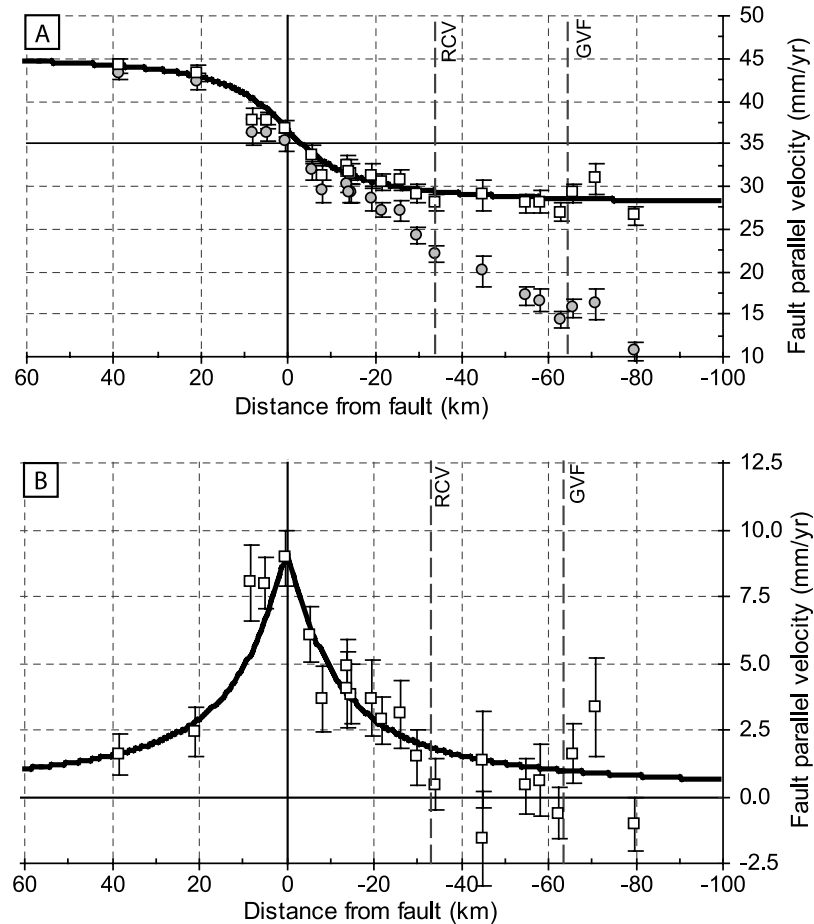 A
RCV
GVF
50
45
40
35
30
25
20
15
10
Fault parallel velocity (mm/yr)
60 40 20 0 -20 -40 -60 -80 -100
Distance from fault (km)
B
RCV
GVF
12.5
10.0
7.5
5.0
2.5
0.0
-2.5
Fault parallel velocity (mm/yr)
60 40 20 0 -20 -40 -60 -80 -100
Distance from fault (km)